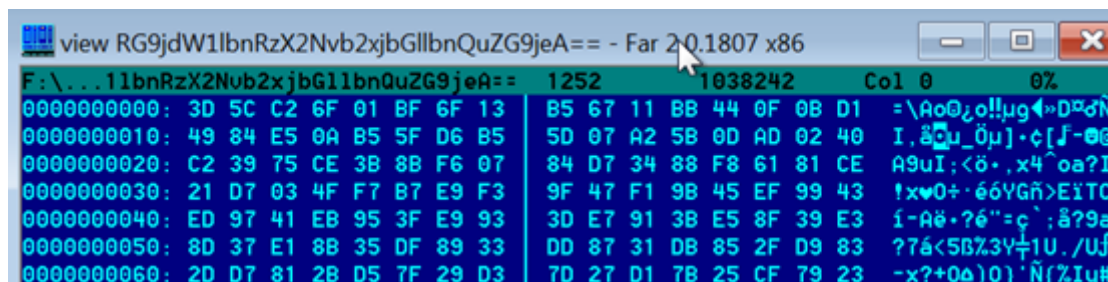 view RG9jdW1lbnRzX2Nvb2xjbGllbnQuZG9jeA== - Far 2.0.1807 x86
F:\...1lbnRzX2Nvb2xjbGllbnQuZG9jeA== 1252 1038242 Col 0 0%
0000000000: 3D 5C C2 6F 01 BF 6F 13 B5 67 11 BB 44 0F 0B D1
0000000010: 49 84 E5 0A B5 5F D6 B5 5D 07 A2 5B 0D AD 02 40
0000000020: C2 39 75 CE 3B 8B F6 07 84 D7 34 88 F8 61 81 CE
0000000030: 21 D7 03 4F F7 B7 E9 F3 9F 47 F1 9B 45 EF 99 43
0000000040: ED 97 41 EB 95 3F E9 93 3D E7 91 3B E5 8F 39 E3
0000000050: 8D 37 E1 8B 35 DF 89 33 DD 87 31 DB 85 2F D9 83
0000000060: 2D D7 81 2B D5 7F 29 D3 7D 27 D1 7B 25 CF 79 23